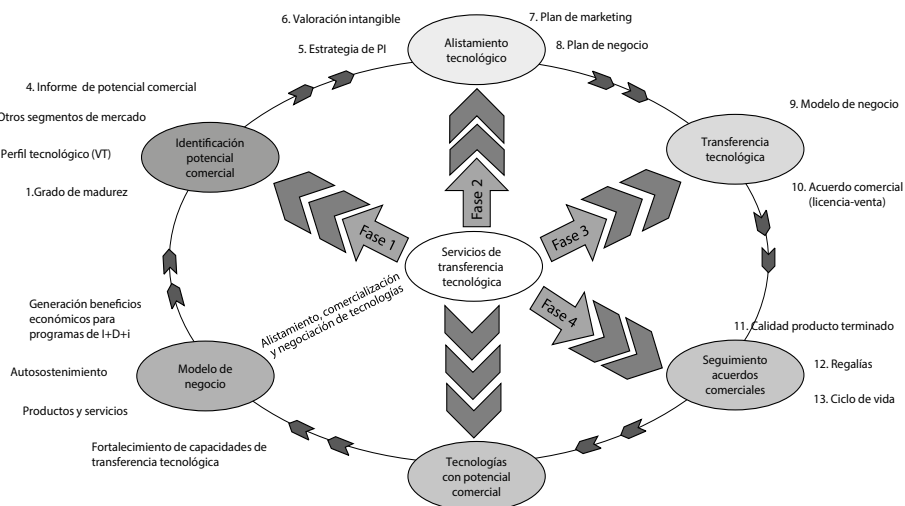 6. Valoración intangible
7. Plan de marketing
5. Estrategia de PI
Alistamiento
tecnológico
8. Plan de negocio
4. Informe de potencial comercial
Otros segmentos de mercado
Perfil tecnológico (VT)
1.Grado de madurez
Identificación
potencial
comercial
9. Modelo de negocio
Transferencia
tecnológica
10. Acuerdo comercial
(licencia-venta)
Fase 1
Fase 2
Fase 3
Fase 4
Servicios de
transferencia
tecnológica
Alistamiento, comercialización
y negociación de tecnologías
Generación beneficios
económicos para
programas de I+D+i
Autosostenimiento
Productos y servicios
Fortalecimiento de capacidades de
transferencia tecnológica
Modelo de
negocio
11. Calidad producto terminado
Seguimiento
acuerdos
comerciales
12. Regalías
13. Ciclo de vida
Tecnologías
con potencial
comercial